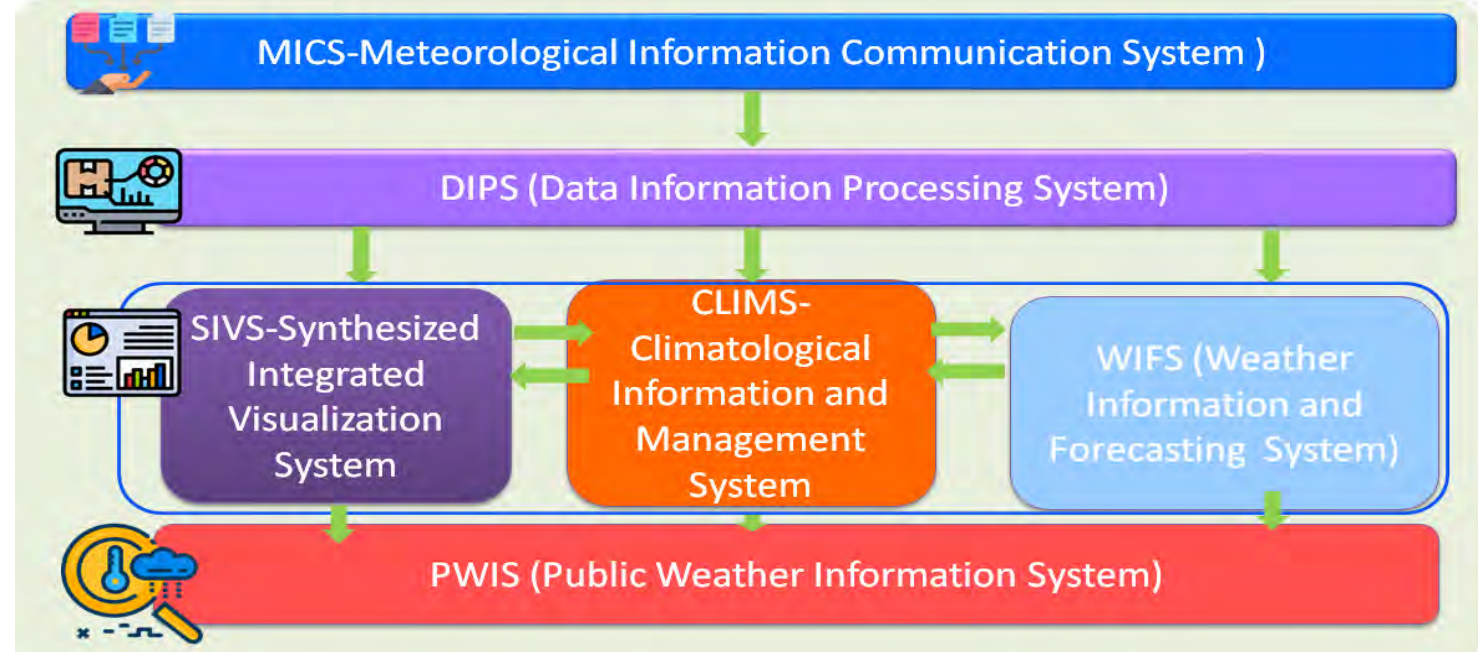 MICS-Meteorological Information Communication System )
DIPS (Data Information Processing System)
SIVS-Synthesized
Integrated
Visualization
System
CLIMS-
Climatological
Information and
Management
System
WIFS (Weather
Information and
Forecasting System)
PWIS (Public Weather Information System)